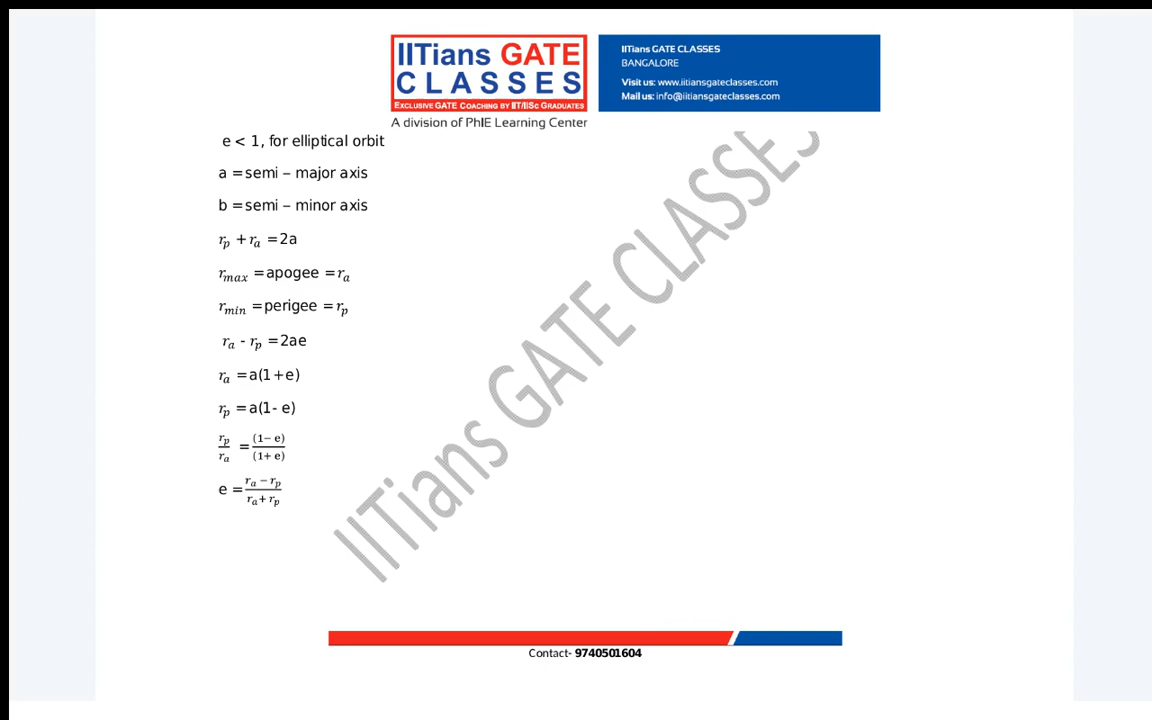 IITians GATE
CLASSES
EXCLUSIVE GATE COACHING BY IIT/IISc GRADUATES
A division of PhIE Learning Center
IITians GATE CLASSES
BANGALORE
Visit us: www.iitiansgateclasses.com
Mail us: info@iitiansgateclasses.com
e < 1, for elliptical orbit
a = semi – major axis
b = semi – minor axis
r_p + r_a = 2a
r_max = apogee = r_a
r_min = perigee = r_p
r_a - r_p = 2ae
r_a = a(1+e)
r_p = a(1- e)
r_p/r_a = (1− e)/(1+ e)
e = (r_a − r_p)/(r_a + r_p)
IITians GATE CLASSES
Contact- 9740501604